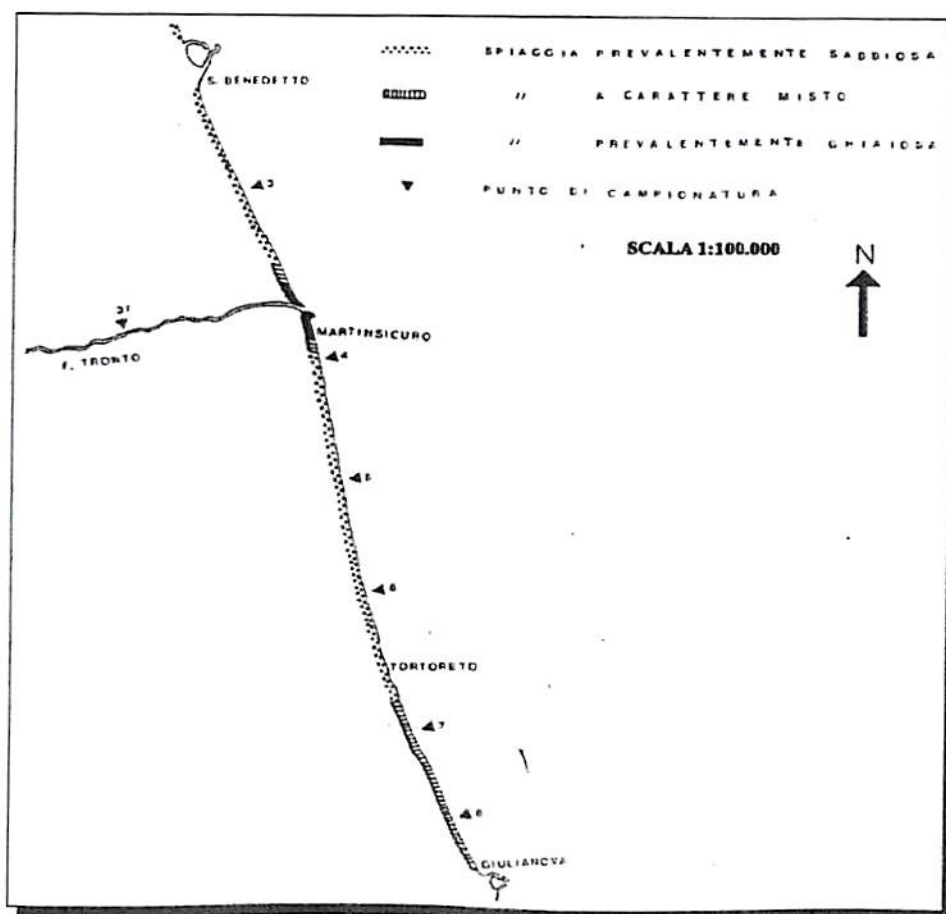 SPIAGGIA PREVALENTEMENTE SABBIOSA
" A CARATTERE MISTO
" PREVALENTEMENTE GHIAIOSA
PUNTO DI CAMPIONATURA
SCALA 1:100.000
N
S. BENEDETTO
3
F. TRONTO
MARTINSICURO
4
5
6
TORTORETO
7
8
GIULIANOVA